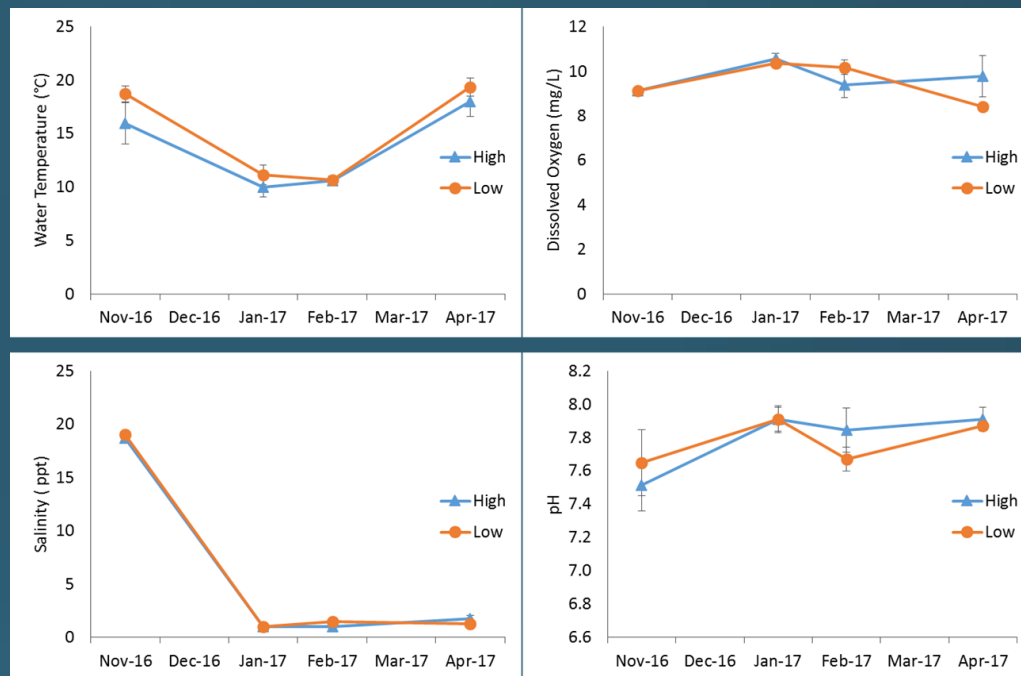 25
20
15
10
5
0
Water Temperature (°C)
High
Low
Nov-16 Dec-16 Jan-17 Feb-17 Mar-17 Apr-17
12
10
8
6
4
2
0
Dissolved Oxygen (mg/L)
High
Low
Nov-16 Dec-16 Jan-17 Feb-17 Mar-17 Apr-17
25
20
15
10
5
0
Salinity ( ppt)
High
Low
Nov-16 Dec-16 Jan-17 Feb-17 Mar-17 Apr-17
8.2
8.0
7.8
7.6
7.4
7.2
7.0
6.8
6.6
pH
High
Low
Nov-16 Dec-16 Jan-17 Feb-17 Mar-17 Apr-17